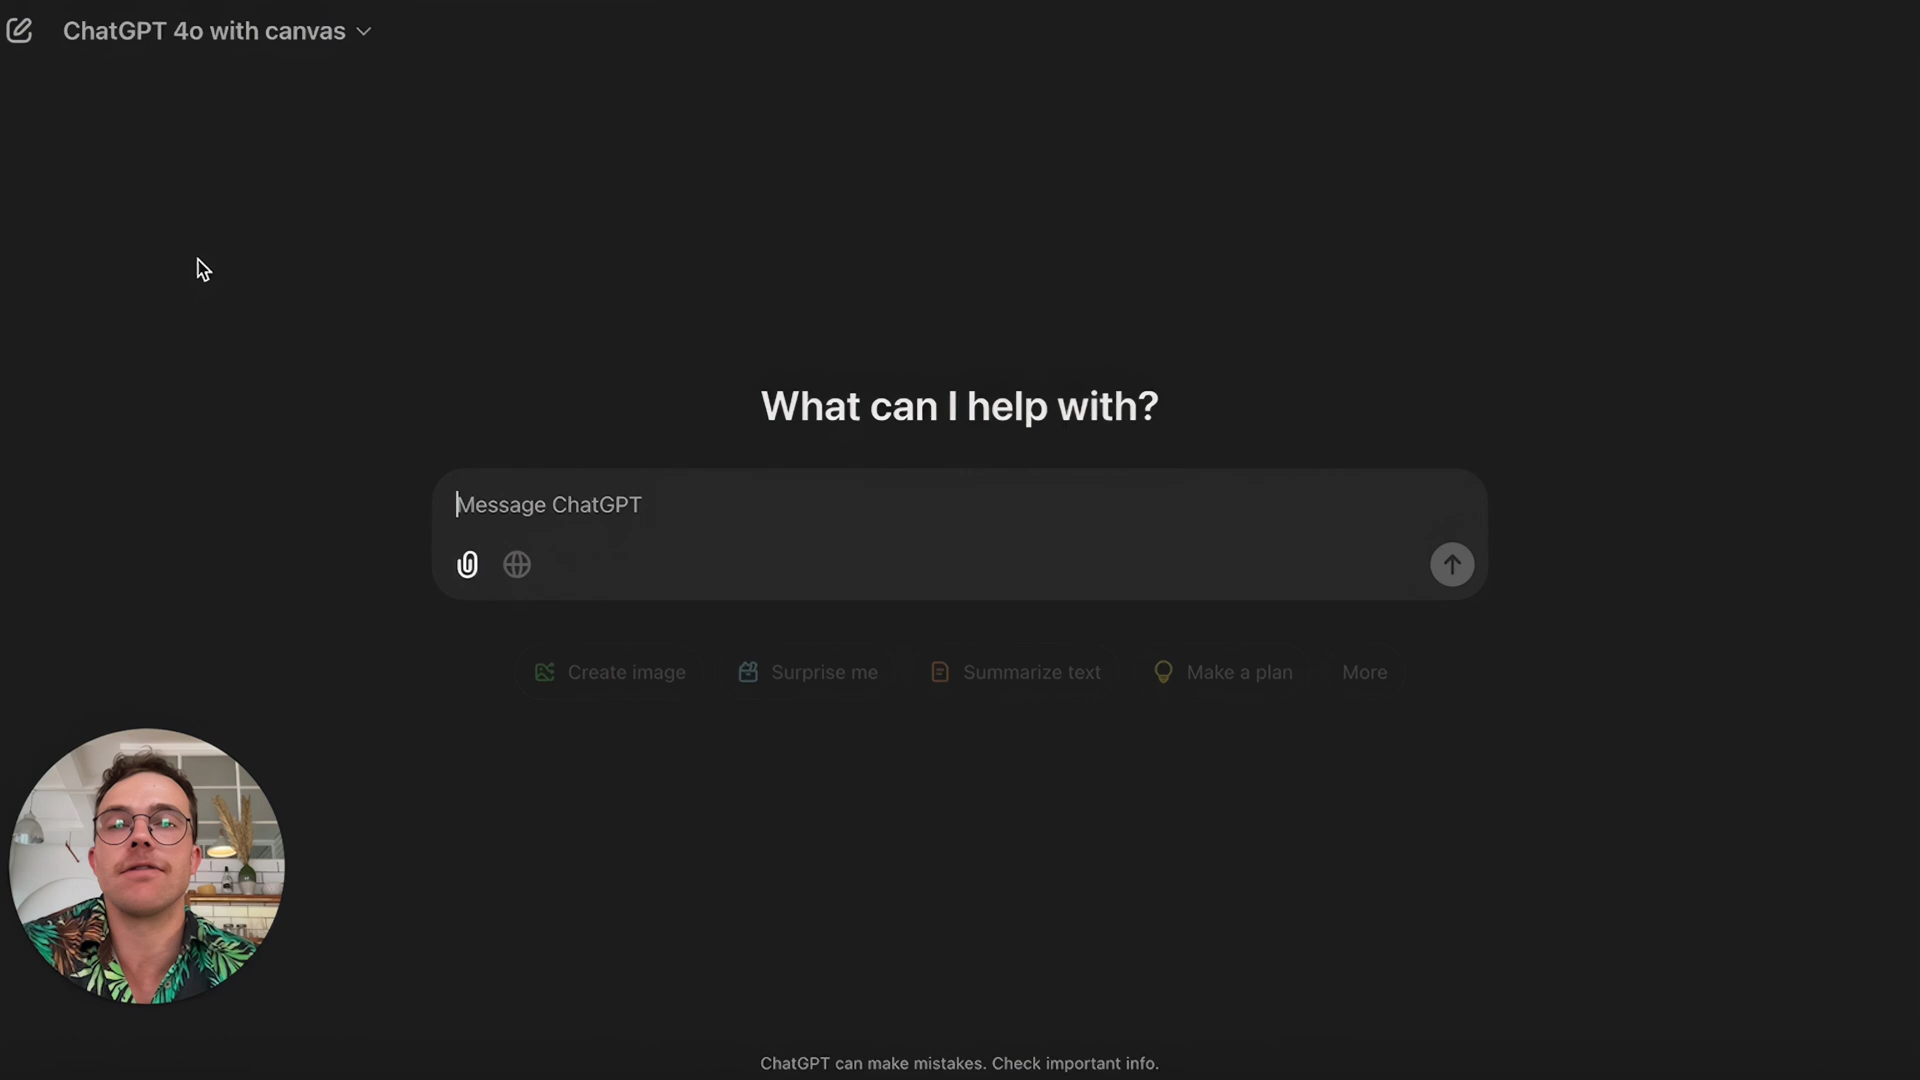 ChatGPT 4o with canvas
What can I help with?
Message ChatGPT
Create image
Surprise me
Summarize text
Make a plan
More
ChatGPT can make mistakes. Check important info.